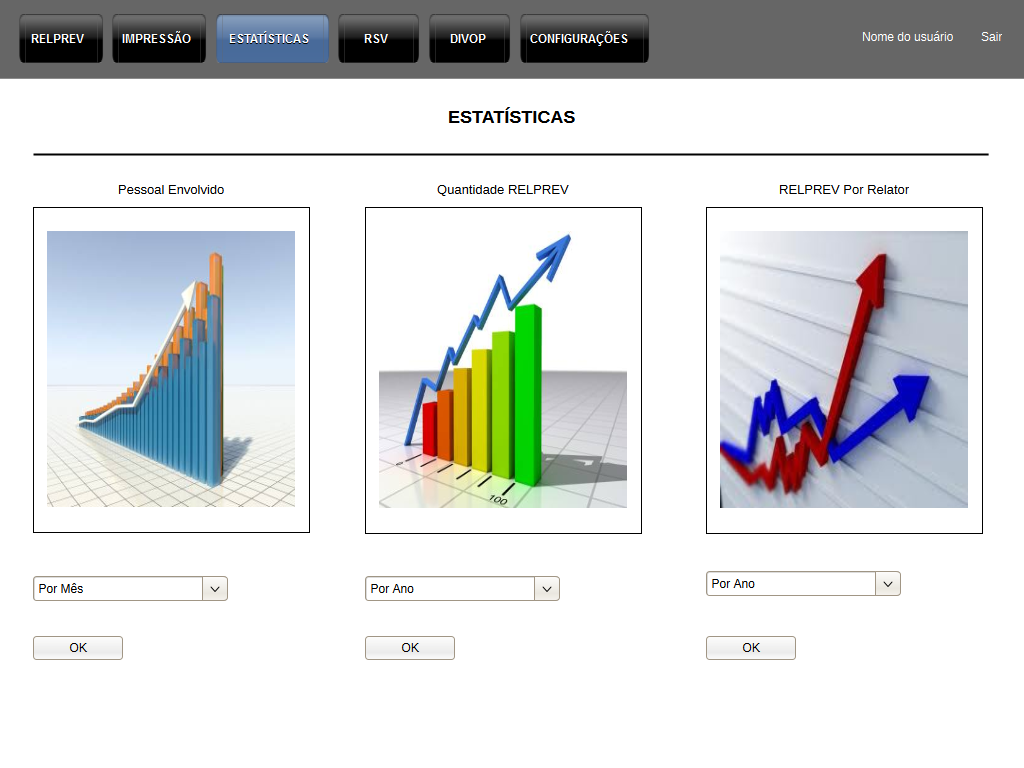 RELPREV IMPRESSÃO ESTATÍSTICAS RSV DIVOP CONFIGURAÇÕES Nome do usuário Sair
ESTATÍSTICAS
Pessoal Envolvido Quantidade RELPREV RELPREV Por Relator
0
100
Por Mês Por Ano Por Ano
OK OK OK